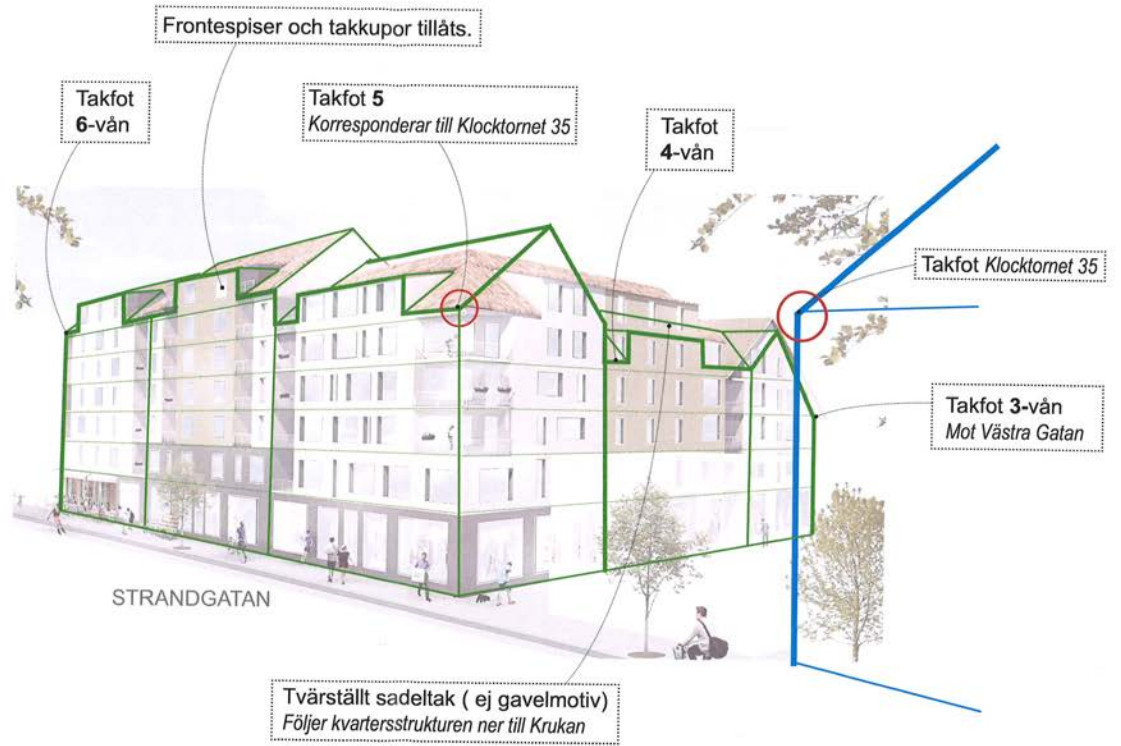 Frontespiser och takkupor tillåts.
Takfot
6-vån
Takfot 5
Korresponderar till Klocktornet 35
Takfot
4-vån
Takfot Klocktornet 35
Takfot 3-vån
Mot Västra Gatan
STRANDGATAN
Tvärställt sadeltak ( ej gavelmotiv)
Följer kvartersstrukturen ner till Krukan